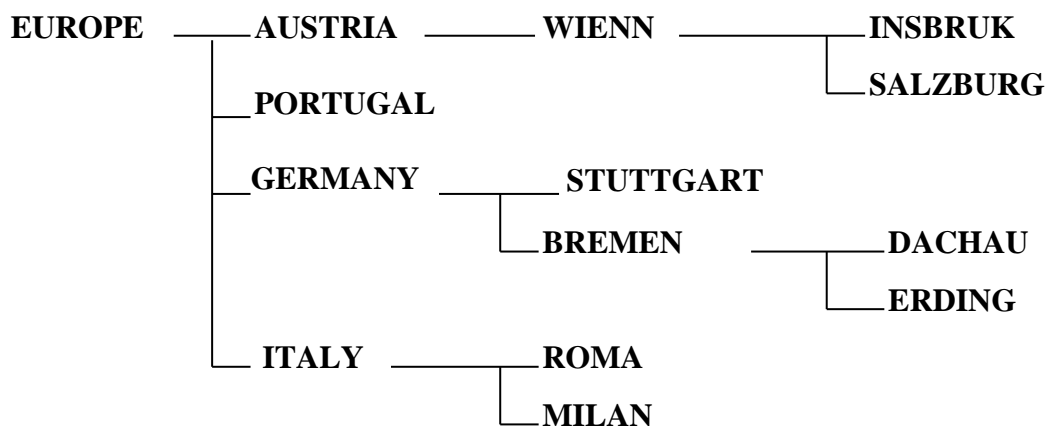 EUROPE AUSTRIA WIENN INSBRUK
SALZBURG
PORTUGAL
GERMANY STUTTGART
BREMEN DACHAU
ERDING
ITALY ROMA
MILAN